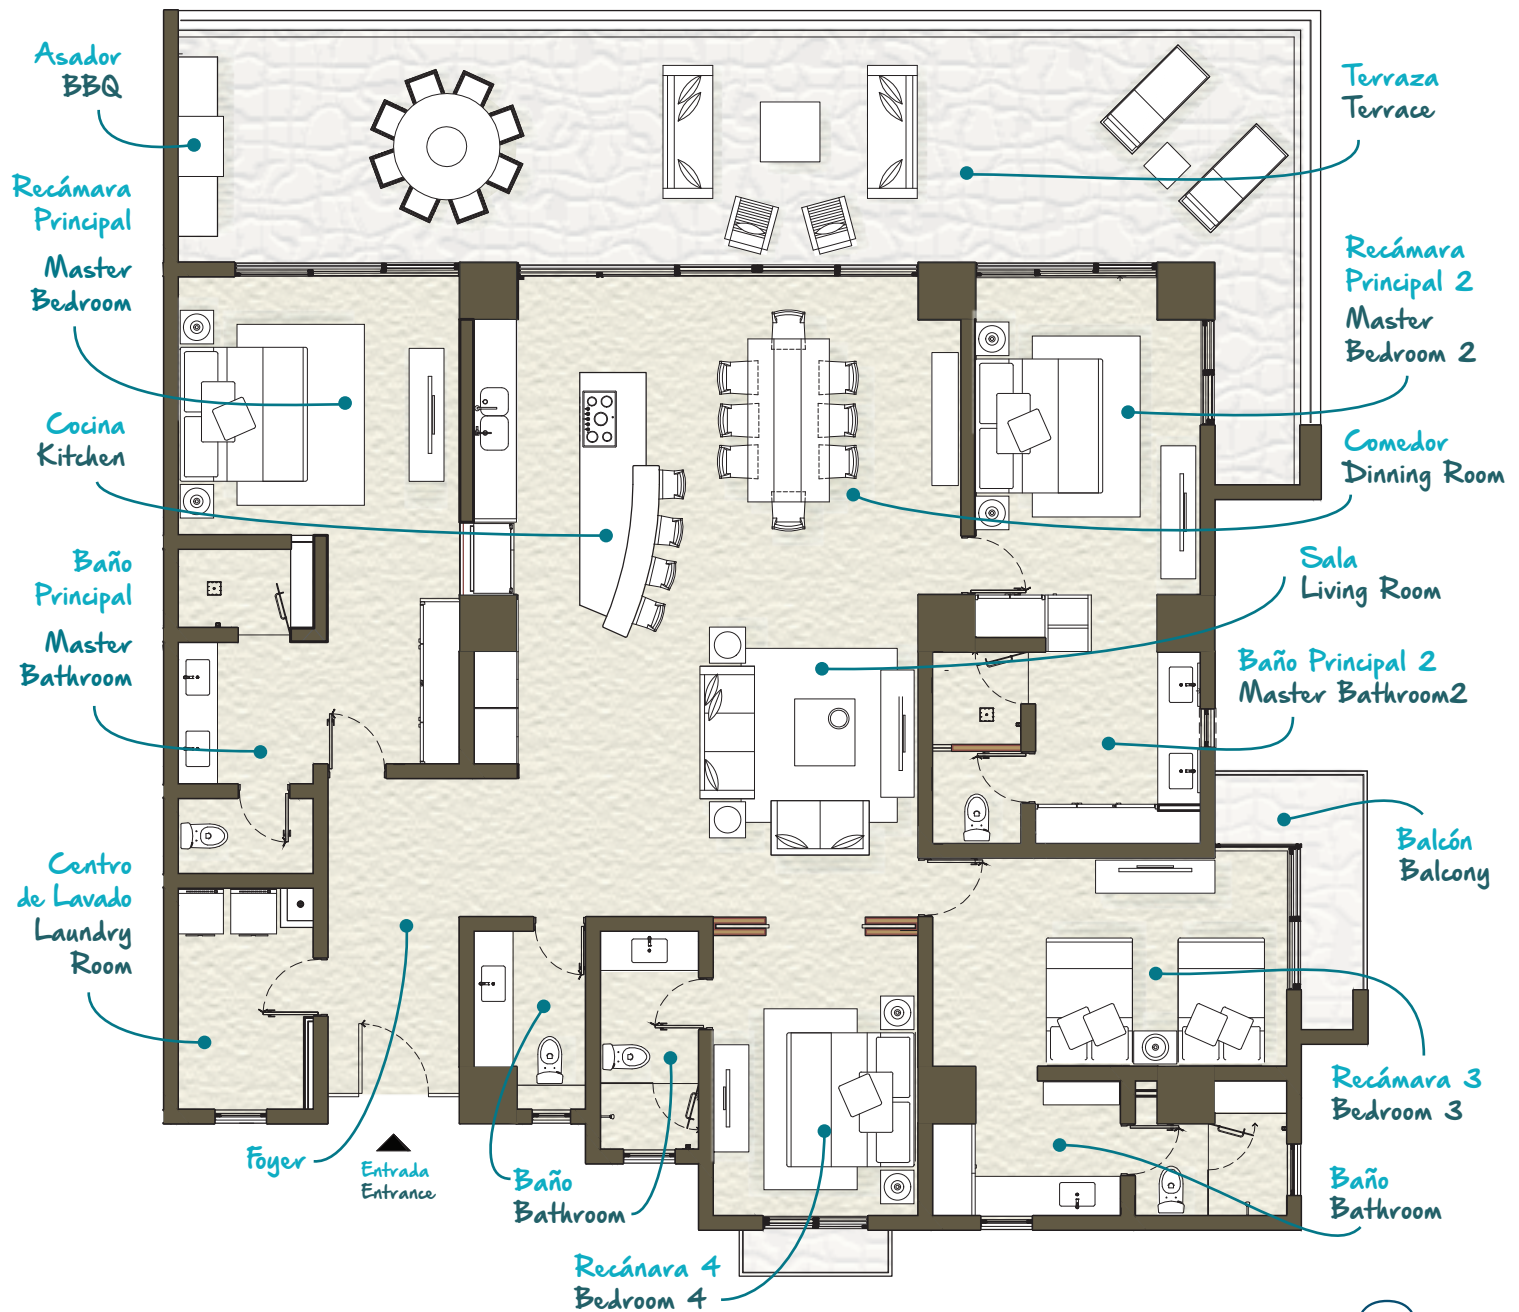 Asador
BBQ
Recámara
Principal
Master
Bedroom
Cocina
Kitchen
Baño
Principal
Master
Bathroom
Centro
de Lavado
Laundry
Room
Foyer
Entrada
Entrance
Baño
Bathroom
Recánara 4
Bedroom 4
Terraza
Terrace
Recámara
Principal 2
Master
Bedroom 2
Comedor
Dinning Room
Sala
Living Room
Baño Principal 2
Master Bathroom2
Balcón
Balcony
Recámara 3
Bedroom 3
Baño
Bathroom